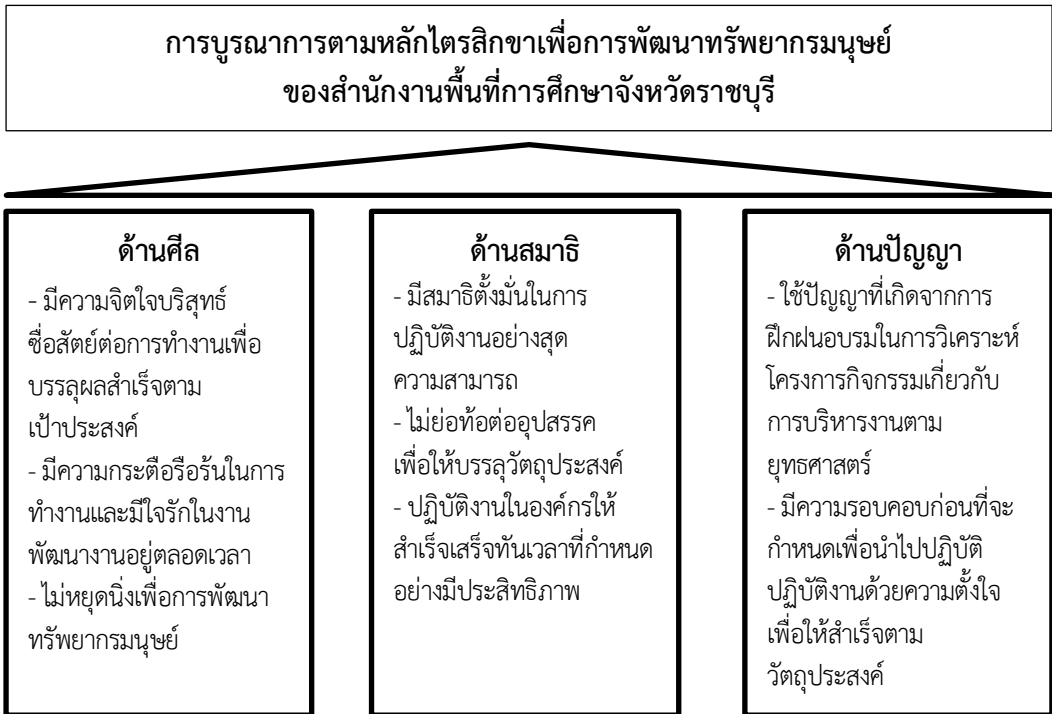 การบูรณาการตามหลักไตรสิกขาเพื่อการพัฒนาทรัพยากรมนุษย์
ของสำนักงานพื้นที่การศึกษาจังหวัดราชบุรี
ด้านศีล
- มีความจิตใจบริสุทธ์
ซื่อสัตย์ต่อการทำงานเพื่อ
บรรลุผลสำเร็จตาม
เป้าประสงค์
- มีความกระตือรือร้นในการ
ทำงานและมีใจรักในงาน
พัฒนางานอยู่ตลอดเวลา
- ไม่หยุดนิ่งเพื่อการพัฒนา
ทรัพยากรมนุษย์
ด้านสมาธิ
- มีสมาธิตั้งมั่นในการ
ปฏิบัติงานอย่างสุด
ความสามารถ
- ไม่ย่อท้อต่ออุปสรรค
เพื่อให้บรรลุวัตถุประสงค์
- ปฏิบัติงานในองค์กรให้
สำเร็จเสร็จทันเวลาที่กำหนด
อย่างมีประสิทธิภาพ
ด้านปัญญา
- ใช้ปัญญาที่เกิดจากการ
ฝึกฝนอบรมในการวิเคราะห์
โครงการกิจกรรมเกี่ยวกับ
การบริหารงานตาม
ยุทธศาสตร์
- มีความรอบคอบก่อนที่จะ
กำหนดเพื่อนำไปปฏิบัติ
ปฏิบัติงานด้วยความตั้งใจ
เพื่อให้สำเร็จตาม
วัตถุประสงค์